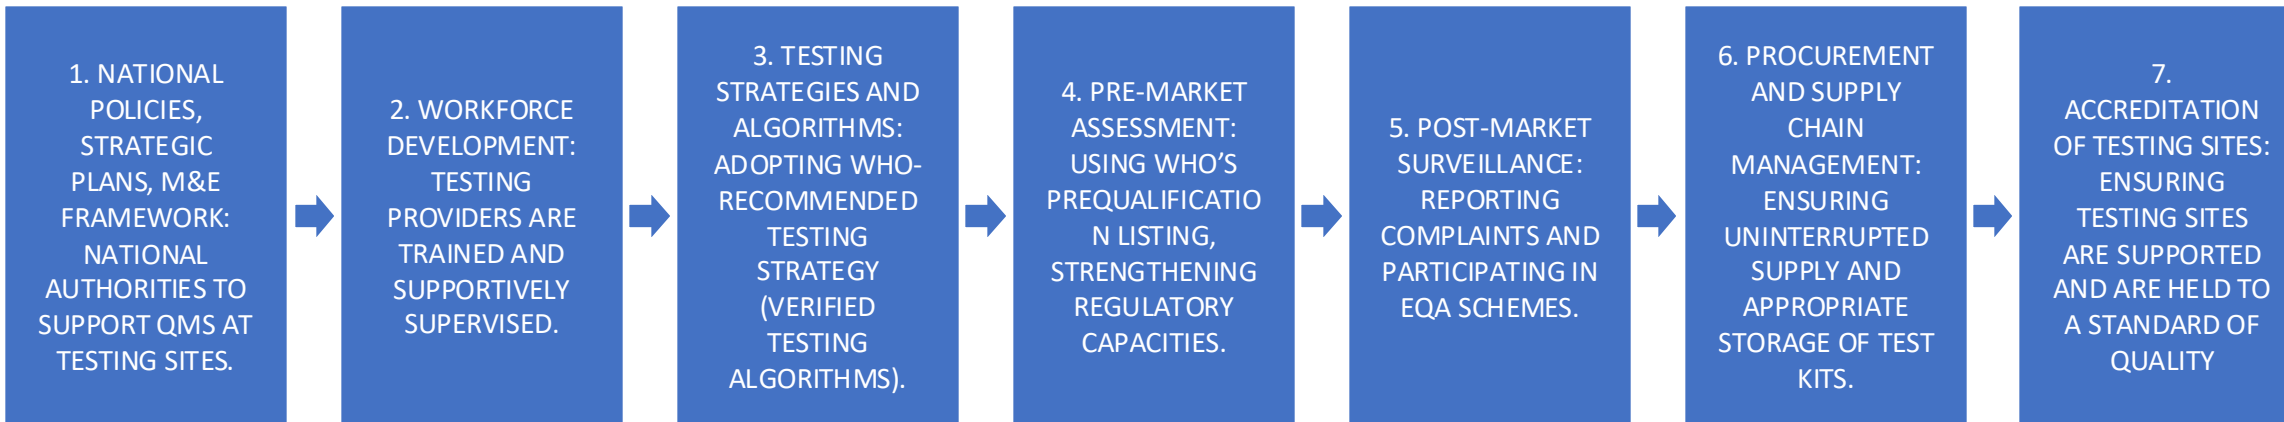 1. NATIONAL
POLICIES,
STRATEGIC
PLANS, M&E
FRAMEWORK:
NATIONAL
AUTHORITIES TO
SUPPORT QMS AT
TESTING SITES.
2. WORKFORCE
DEVELOPMENT:
TESTING
PROVIDERS ARE
TRAINED AND
SUPPORTIVELY
SUPERVISED.
3. TESTING
STRATEGIES AND
ALGORITHMS:
ADOPTING WHO-
RECOMMENDED
TESTING
STRATEGY
(VERIFIED
TESTING
ALGORITHMS).
4. PRE-MARKET
ASSESSMENT:
USING WHO’S
PREQUALIFICATIO
N LISTING,
STRENGTHENING
REGULATORY
CAPACITIES.
5. POST-MARKET
SURVEILLANCE:
REPORTING
COMPLAINTS AND
PARTICIPATING IN
EQA SCHEMES.
6. PROCUREMENT
AND SUPPLY
CHAIN
MANAGEMENT:
ENSURING
UNINTERRUPTED
SUPPLY AND
APPROPRIATE
STORAGE OF TEST
KITS.
7.
ACCREDITATION
OF TESTING SITES:
ENSURING
TESTING SITES
ARE SUPPORTED
AND ARE HELD TO
A STANDARD OF
QUALITY